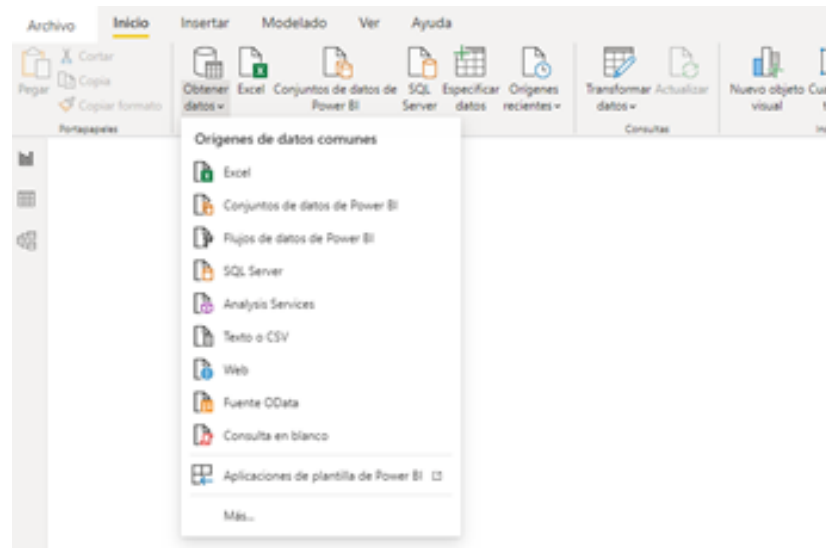 Archivo Inicio Insertar Modelado Ver Ayuda
Pegar
Cortar
Copia
Copiar formato
Portapapeles
Obtener
datos
Excel
Conjuntos de datos de
Power BI
SQL
Server
Especificar
datos
Orígenes
recientes
Transformar
datos
Actualizar
Consultas
Nuevo objeto
visual
Orígenes de datos comunes
Excel
Conjuntos de datos de Power BI
Flujos de datos de Power BI
SQL Server
Analysis Services
Texto o CSV
Web
Fuente OData
Consulta en blanco
Aplicaciones de plantilla de Power BI
Más...